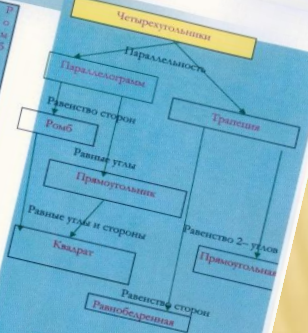 Четырехугольники
Параллельность
Параллелограмм
Трапеция
Равенство сторон
Ромб
Равные углы
Прямоугольник
Равенство 2– углов
Равные углы и стороны
Прямоугольная
Квадрат
Равенство сторон
Равнобедренная